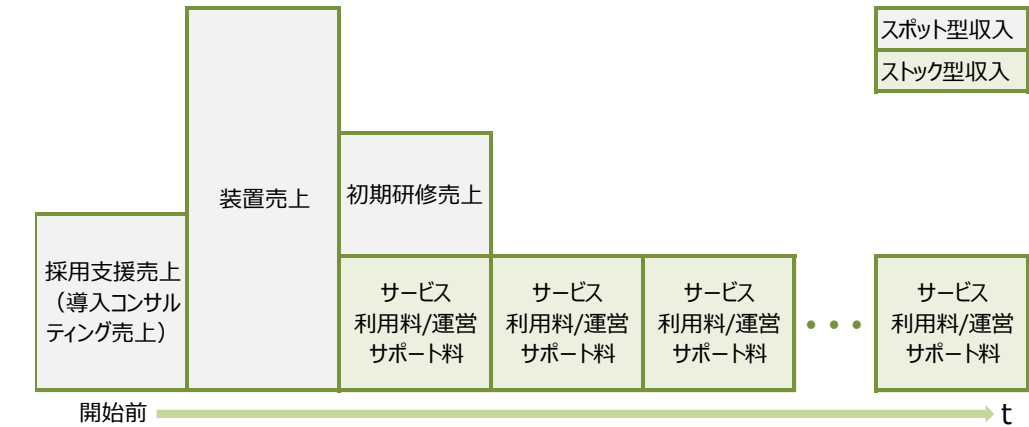 スポット型収入
ストック型収入
装置売上
初期研修売上
採用支援売上
（導入コンサル
ティング売上）
サービス
利用料/運営
サポート料
サービス
利用料/運営
サポート料
サービス
利用料/運営
サポート料
・・・
サービス
利用料/運営
サポート料
開始前
t